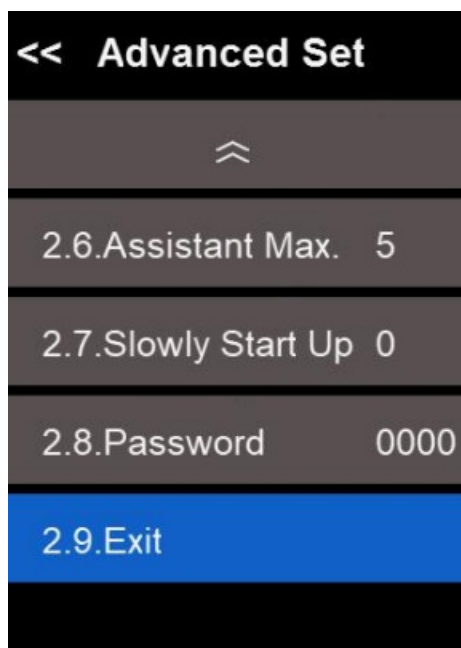 << Advanced Set
2.6.Assistant Max. 5
2.7.Slowly Start Up 0
2.8.Password 0000
2.9.Exit